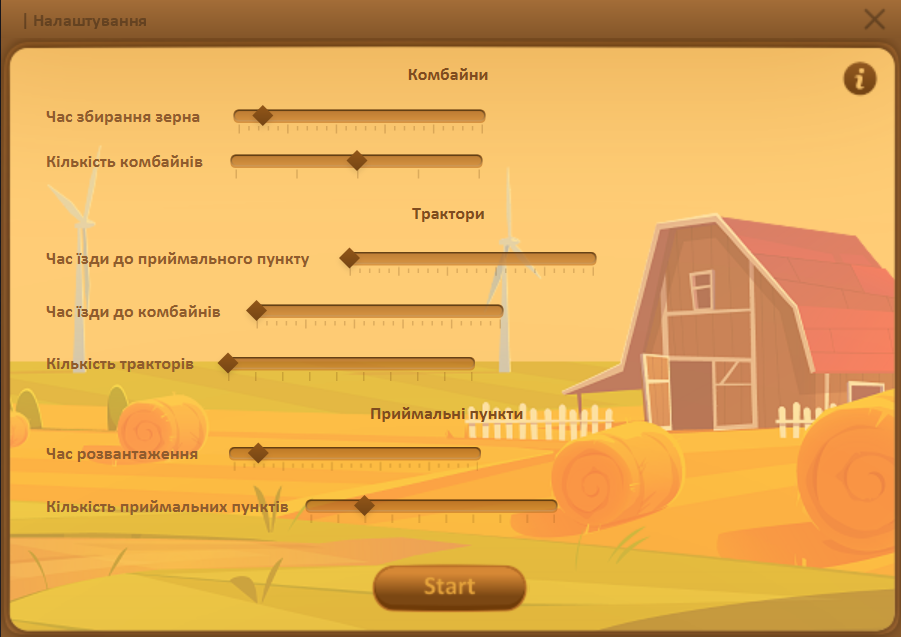 | Налаштування
Комбайни
Час збирання зерна
Кількість комбайнів
Трактори
Час їзди до приймального пункту
Час їзди до комбайнів
Кількість тракторів
Приймальні пункти
Час розвантаження
Кількість приймальних пунктів
Start